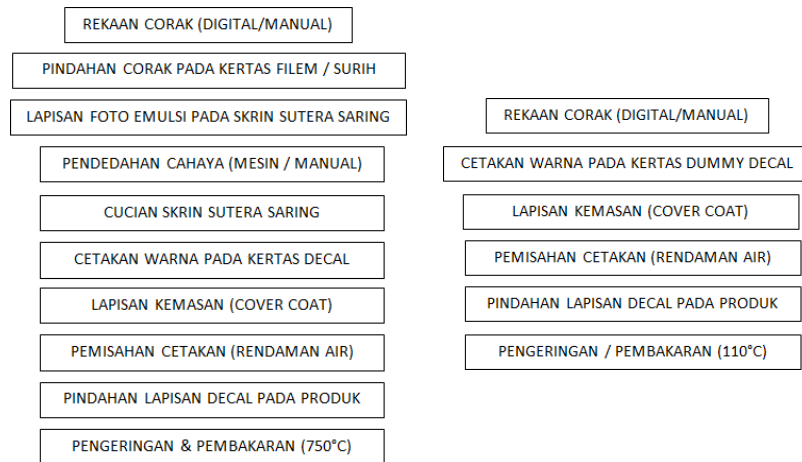 REKAAN CORAK (DIGITAL/MANUAL)
PINDAHAN CORAK PADA KERTAS FILEM / SURIH
LAPISAN FOTO EMULSI PADA SKRIN SUTERA SARING
PENDEDAHAN CAHAYA (MESIN / MANUAL)
CUCIAN SKRIN SUTERA SARING
CETAKAN WARNA PADA KERTAS DECAL
LAPISAN KEMASAN (COVER COAT)
PEMISAHAN CETAKAN (RENDAMAN AIR)
PINDAHAN LAPISAN DECAL PADA PRODUK
PENGERINGAN & PEMBAKARAN (750°C)
REKAAN CORAK (DIGITAL/MANUAL)
CETAKAN WARNA PADA KERTAS DUMMY DECAL
LAPISAN KEMASAN (COVER COAT)
PEMISAHAN CETAKAN (RENDAMAN AIR)
PINDAHAN LAPISAN DECAL PADA PRODUK
PENGERINGAN / PEMBAKARAN (110°C)